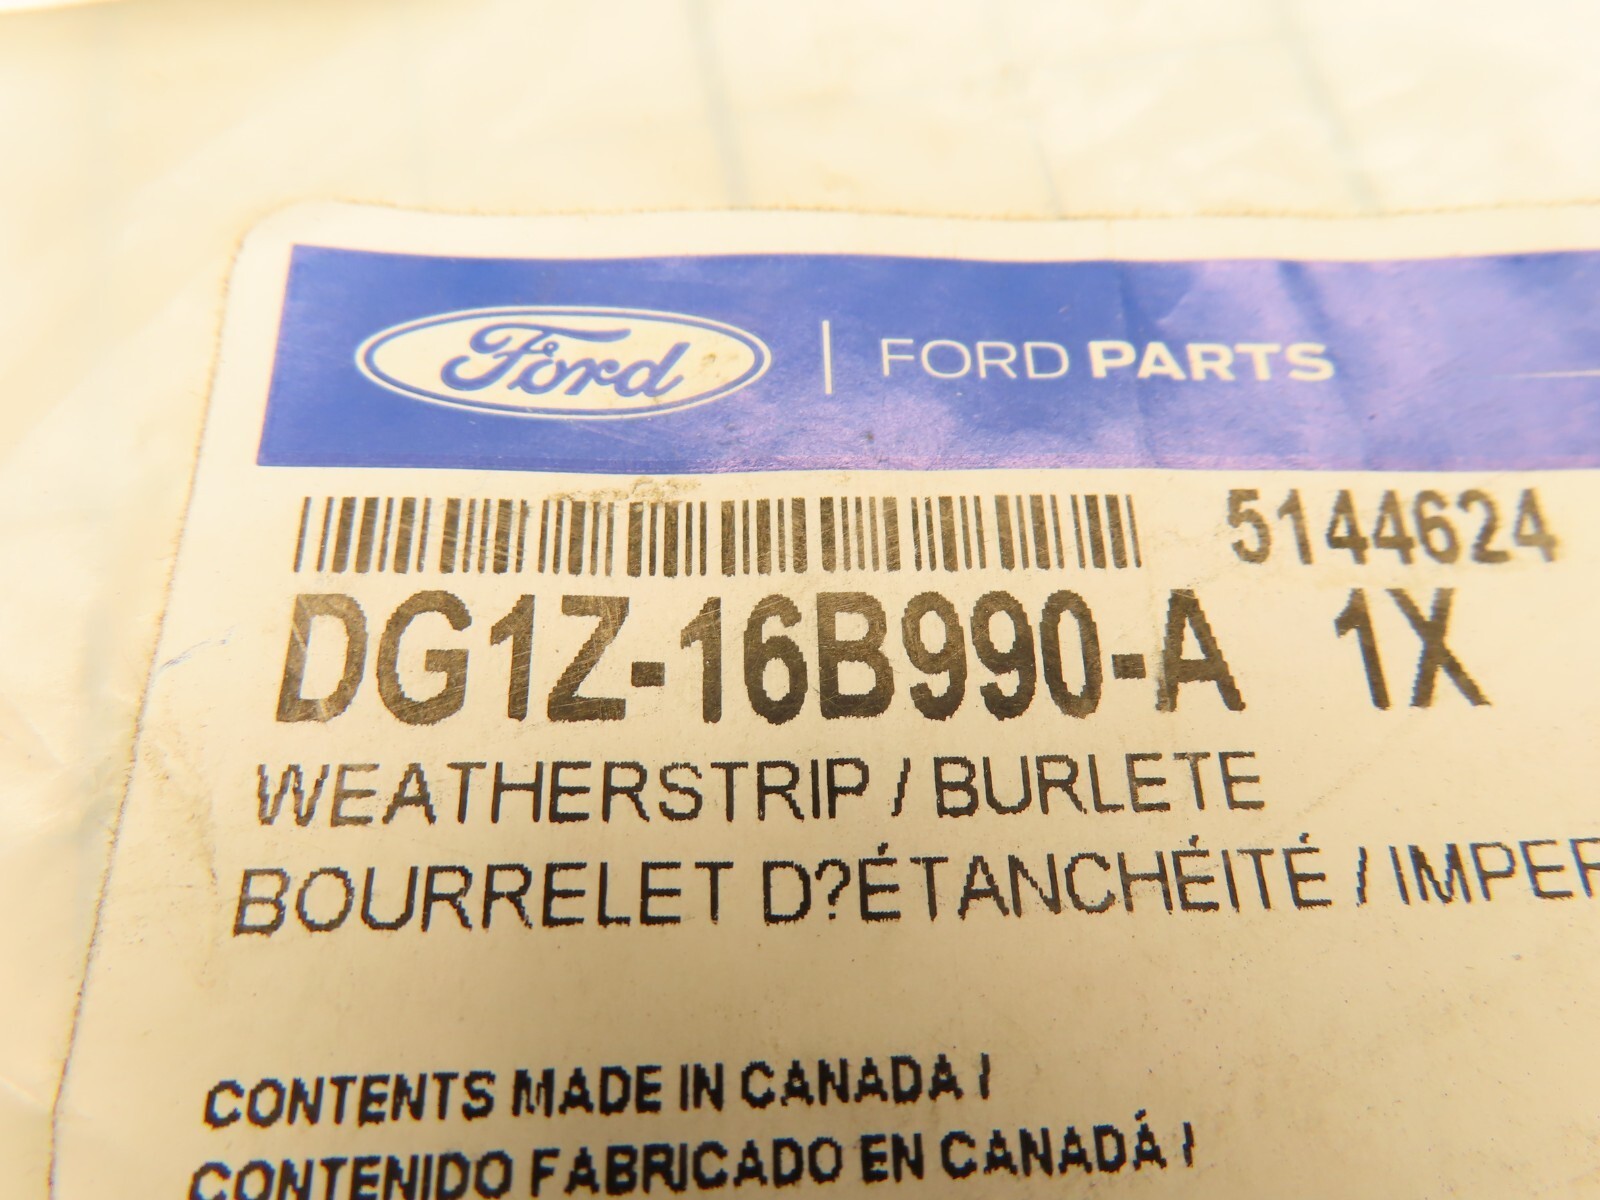 Ford | FORD PARTS
5144624
DG1Z-16B990-A 1X
WEATHERSTRIP / BURLETE
BOURRELET D?ÉTANCHÉITÉ / IMPER
CONTENTS MADE IN CANADA /
CONTENIDO FABRICADO EN CANADÁ /